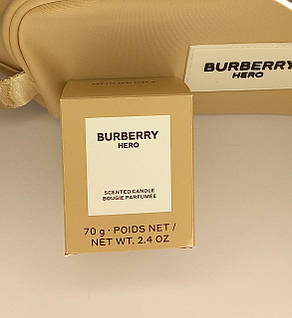 BURBERRY
HERO
BURBERRY
HERO
SCENTED CANDLE
BOUGIE PARFUMÉE
70 g · POIDS NET /
NET WT. 2.4 OZ